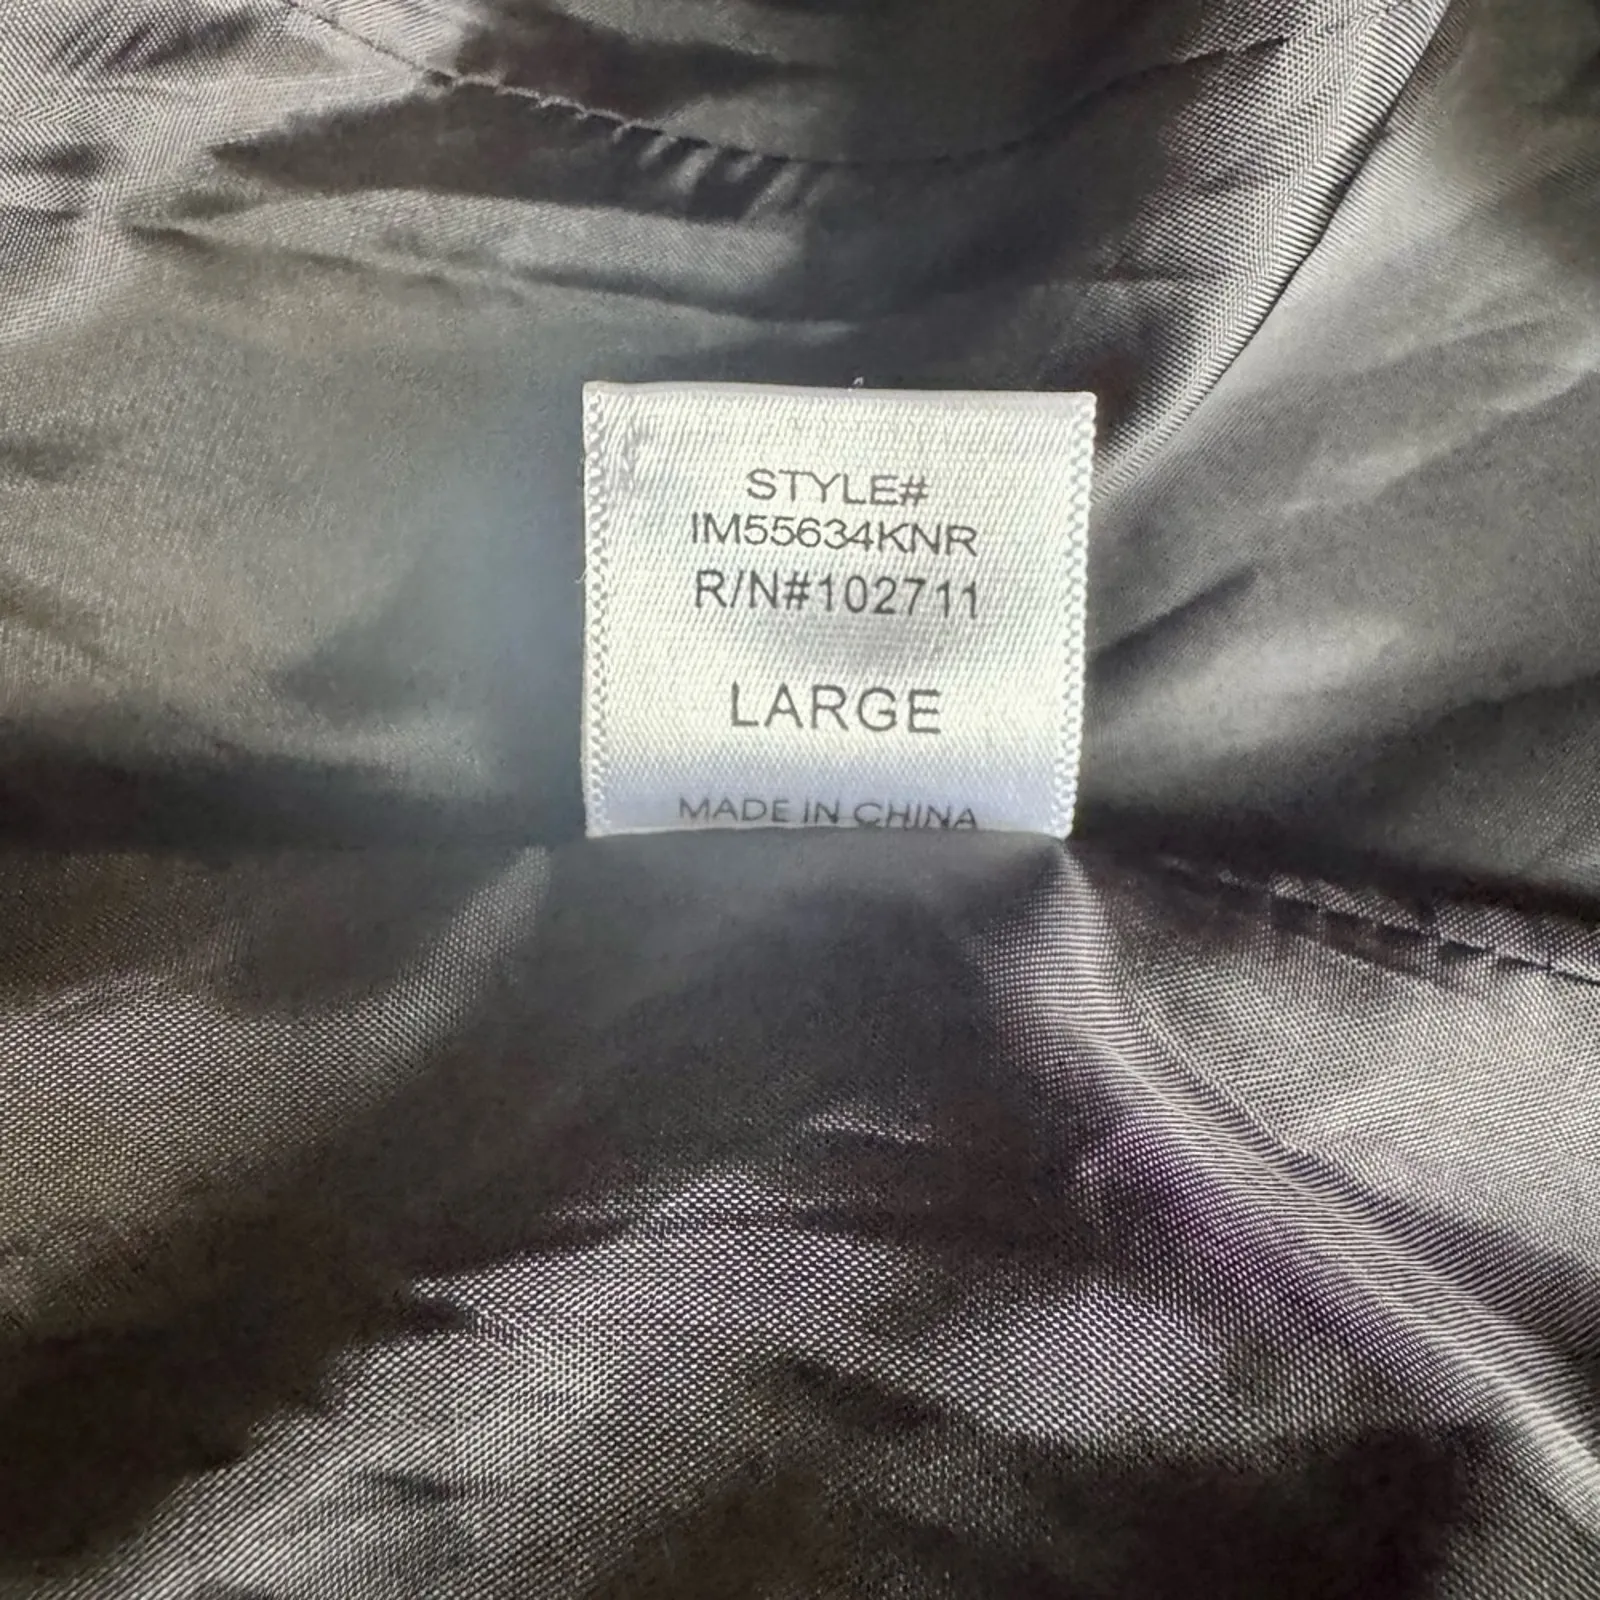 STYLE#
IM55634KNR
R/N#102711
LARGE
MADE IN CHINA